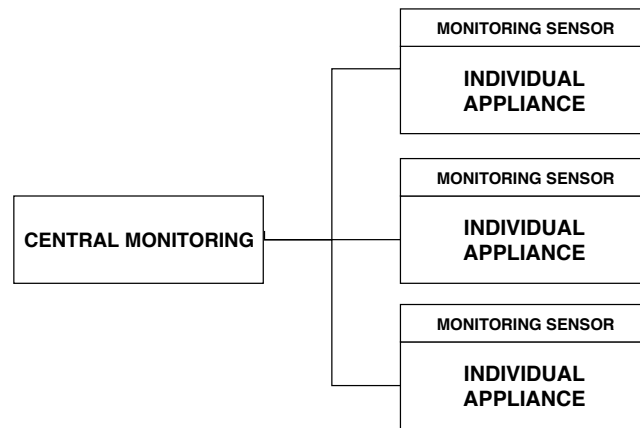 MONITORING SENSOR
INDIVIDUAL
APPLIANCE
MONITORING SENSOR
CENTRAL MONITORING
INDIVIDUAL
APPLIANCE
MONITORING SENSOR
INDIVIDUAL
APPLIANCE